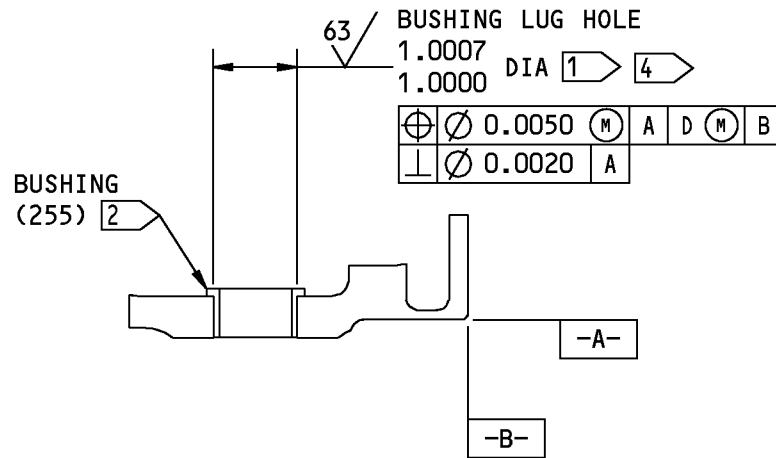 63
BUSHING LUG HOLE
1.0007
1.0000
DIA 1 4
⌖ ⌀ 0.0050 Ⓜ A D Ⓜ B
⟂ ⌀ 0.0020 A
BUSHING
(255) 2
-A-
-B-